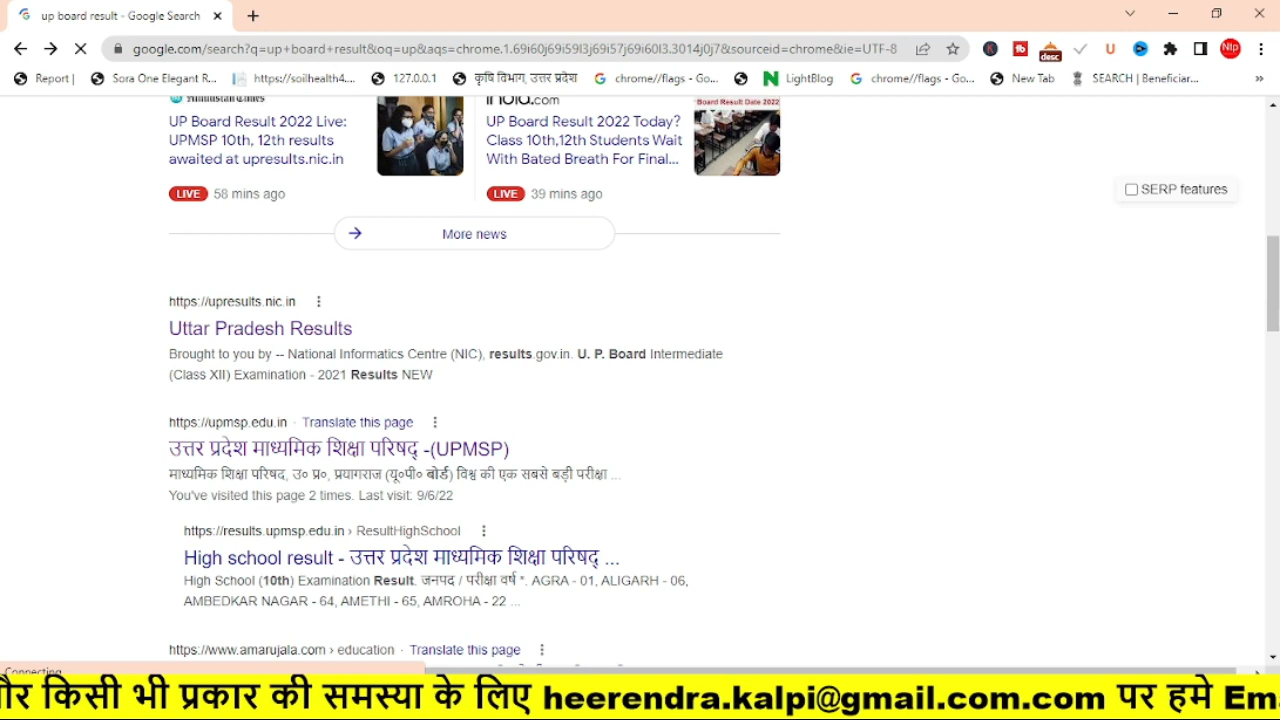 up board result - Google Search
google.com/search?q=up+board+result&oq=up&aqs=chrome.1.69i60j69i59l3j69i57j69i60l3.3014j0j7&sourceid=chrome&ie=UTF-8
desc
U
Nlp
Report |
Sora One Elegant R...
https://soilhealth4...
127.0.0.1
कृषि विभाग, उत्तर प्रदेश
chrome://flags - Go...
LightBlog
chrome://flags - Go...
New Tab
SEARCH | Beneficiar...
Hindustan Times
UP Board Result 2022 Live:
UPMSP 10th, 12th results
awaited at upresults.nic.in
LIVE 58 mins ago
India.com
UP Board Result 2022 Today?
Class 10th,12th Students Wait
With Bated Breath For Final...
LIVE 39 mins ago
Board Result Date 2022
SERP features
More news
https://upresults.nic.in
Uttar Pradesh Results
Brought to you by -- National Informatics Centre (NIC), results.gov.in. U. P. Board Intermediate
(Class XII) Examination - 2021 Results NEW
https://upmsp.edu.in · Translate this page
उत्तर प्रदेश माध्यमिक शिक्षा परिषद् -(UPMSP)
माध्यमिक शिक्षा परिषद, उ० प्र०, प्रयागराज (यू०पी० बोर्ड) विश्व की एक सबसे बड़ी परीक्षा ...
You've visited this page 2 times. Last visit: 9/6/22
https://results.upmsp.edu.in › ResultHighSchool
High school result - उत्तर प्रदेश माध्यमिक शिक्षा परिषद् ...
High School (10th) Examination Result. जनपद / परीक्षा वर्ष *. AGRA - 01, ALIGARH - 06,
AMBEDKAR NAGAR - 64, AMETHI - 65, AMROHA - 22 ...
https://www.amarujala.com › education · Translate this page
Connecting
और किसी भी प्रकार की समस्या के लिए heerendra.kalpi@gmail.com.com पर हमे Em